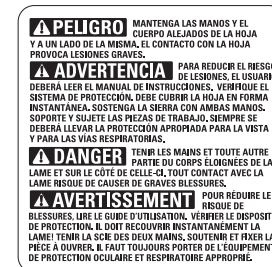 PELIGRO MANTENGA LAS MANOS Y EL
CUERPO ALEJADOS DE LA HOJA
Y A UN LADO DE LA MISMA. EL CONTACTO CON LA HOJA
PROVOCA LESIONES GRAVES.
ADVERTENCIA PARA REDUCIR EL RIESGO
DE LESIONES, EL USUARI
DEBERÁ LEER EL MANUAL DE INSTRUCCIONES. VERIFIQUE EL
SISTEMA DE PROTECCIÓN. DEBE CUBRIR LA HOJA EN FORMA
INSTANTÁNEA. SOSTENGA LA SIERRA CON AMBAS MANOS.
SOPORTE Y SUJETE LAS PIEZAS DE TRABAJO. SIEMPRE SE
DEBERÁ LLEVAR LA PROTECCIÓN APROPIADA PARA LA VISTA
Y PARA LAS VÍAS RESPIRATORIAS.
DANGER TENIR LES MAINS ET TOUTE AUTRE
PARTIE DU CORPS ÉLOIGNÉES DE LA
LAME ET SUR LE CÔTÉ DE CELLE-CI. TOUT CONTACT AVEC LA
LAME RISQUE DE CAUSER DE GRAVES BLESSURES.
AVERTISSEMENT POUR RÉDUIRE LE
RISQUE DE
BLESSURES, LIRE LE GUIDE D'UTILISATION. VÉRIFIER LE DISPOSIT
DE PROTECTION. IL DOIT RECOUVRIR INSTANTANÉMENT LA
LAME! TENIR LA SCIE DES DEUX MAINS. SOUTENIR ET FIXER LA
PIÈCE À OUVRER. IL FAUT TOUJOURS PORTER DE L'ÉQUIPEMENT
DE PROTECTION OCULAIRE ET RESPIRATOIRE APPROPRIÉ.